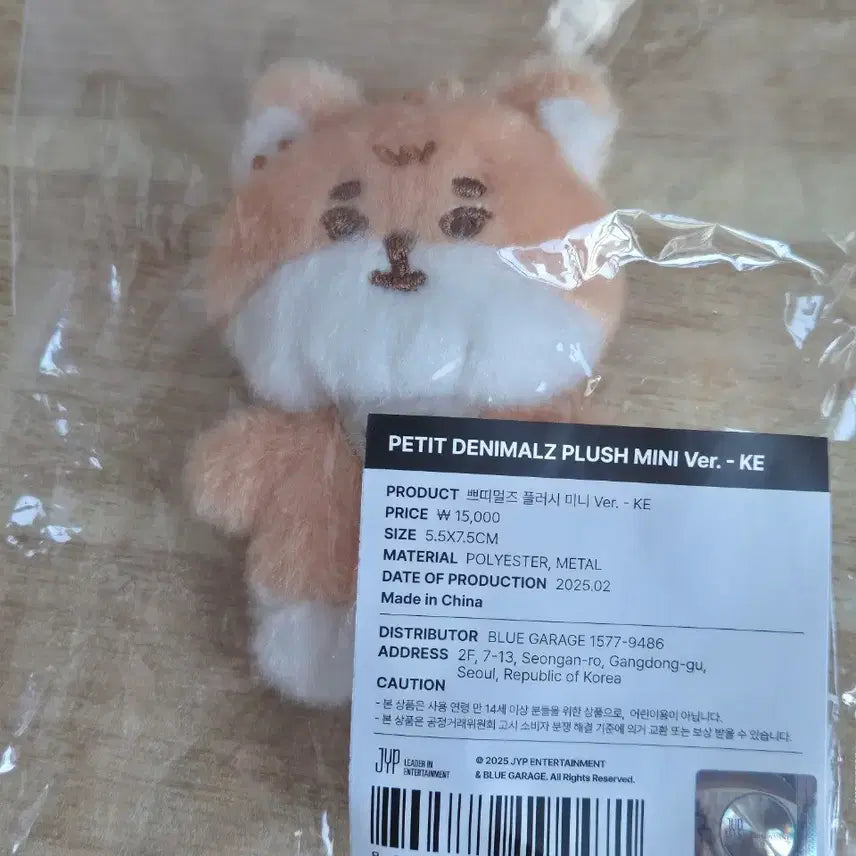 PETIT DENIMALZ PLUSH MINI Ver. - KE
PRODUCT 쁘띠멀즈 플러시 미니 Ver. - KE
PRICE ₩ 15,000
SIZE 5.5X7.5CM
MATERIAL POLYESTER, METAL
DATE OF PRODUCTION 2025.02
Made in China
DISTRIBUTOR BLUE GARAGE 1577-9486
ADDRESS 2F, 7-13, Seongan-ro, Gangdong-gu,
Seoul, Republic of Korea
CAUTION
- 본 상품은 사용 연령 만 14세 이상 분들을 위한 상품으로, 어린이용이 아닙니다.
- 본 상품은 공정거래위원회 고시 소비자 분쟁 해결 기준에 의거 교환 또는 보상 받을 수 있습니다.
JYP LEADER IN
ENTERTAINMENT
© 2025 JYP ENTERTAINMENT
& BLUE GARAGE. All Rights Reserved.
JYP